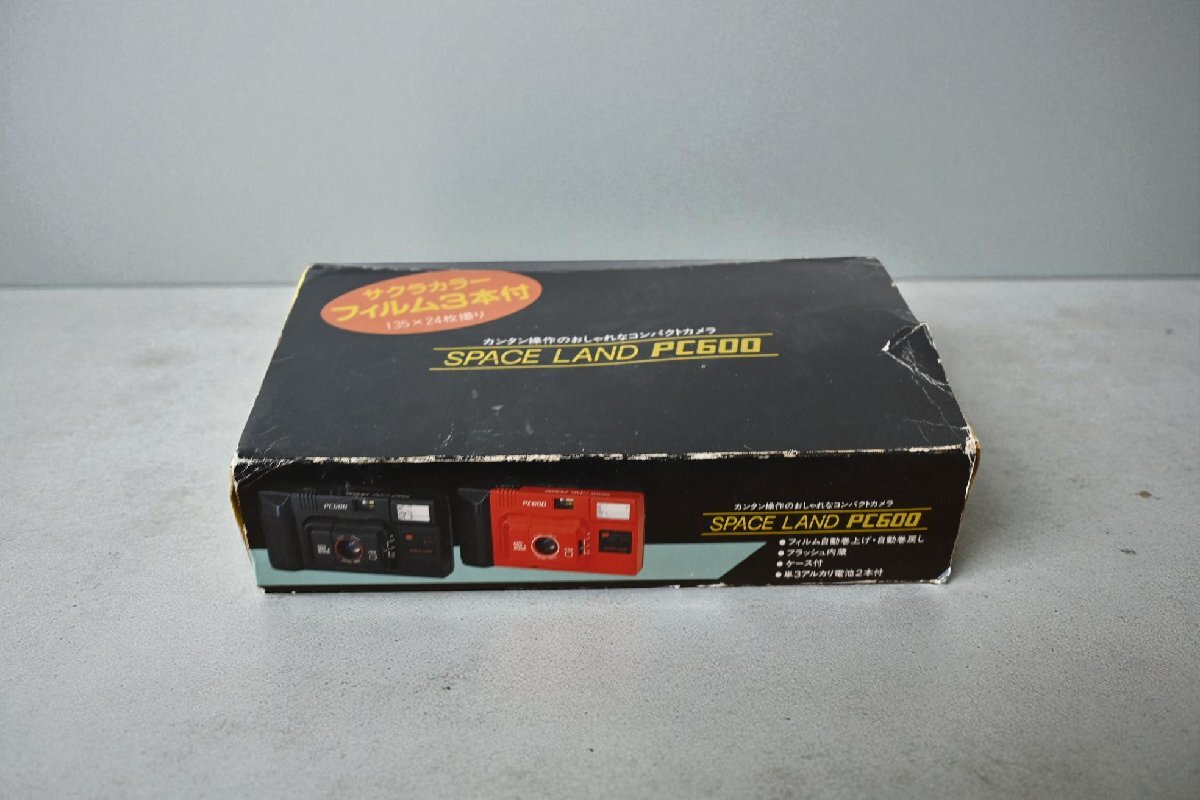 サクラカラー
フィルム3本付
135×24枚撮り
カンタン操作のおしゃれなコンパクトカメラ
SPACE LAND PC600
PC600
PC600
カンタン操作のおしゃれなコンパクトカメラ
SPACE LAND PC600
●フィルム自動巻上げ・自動巻戻し
●フラッシュ内蔵
●ケース付
●単3アルカリ電池2本付